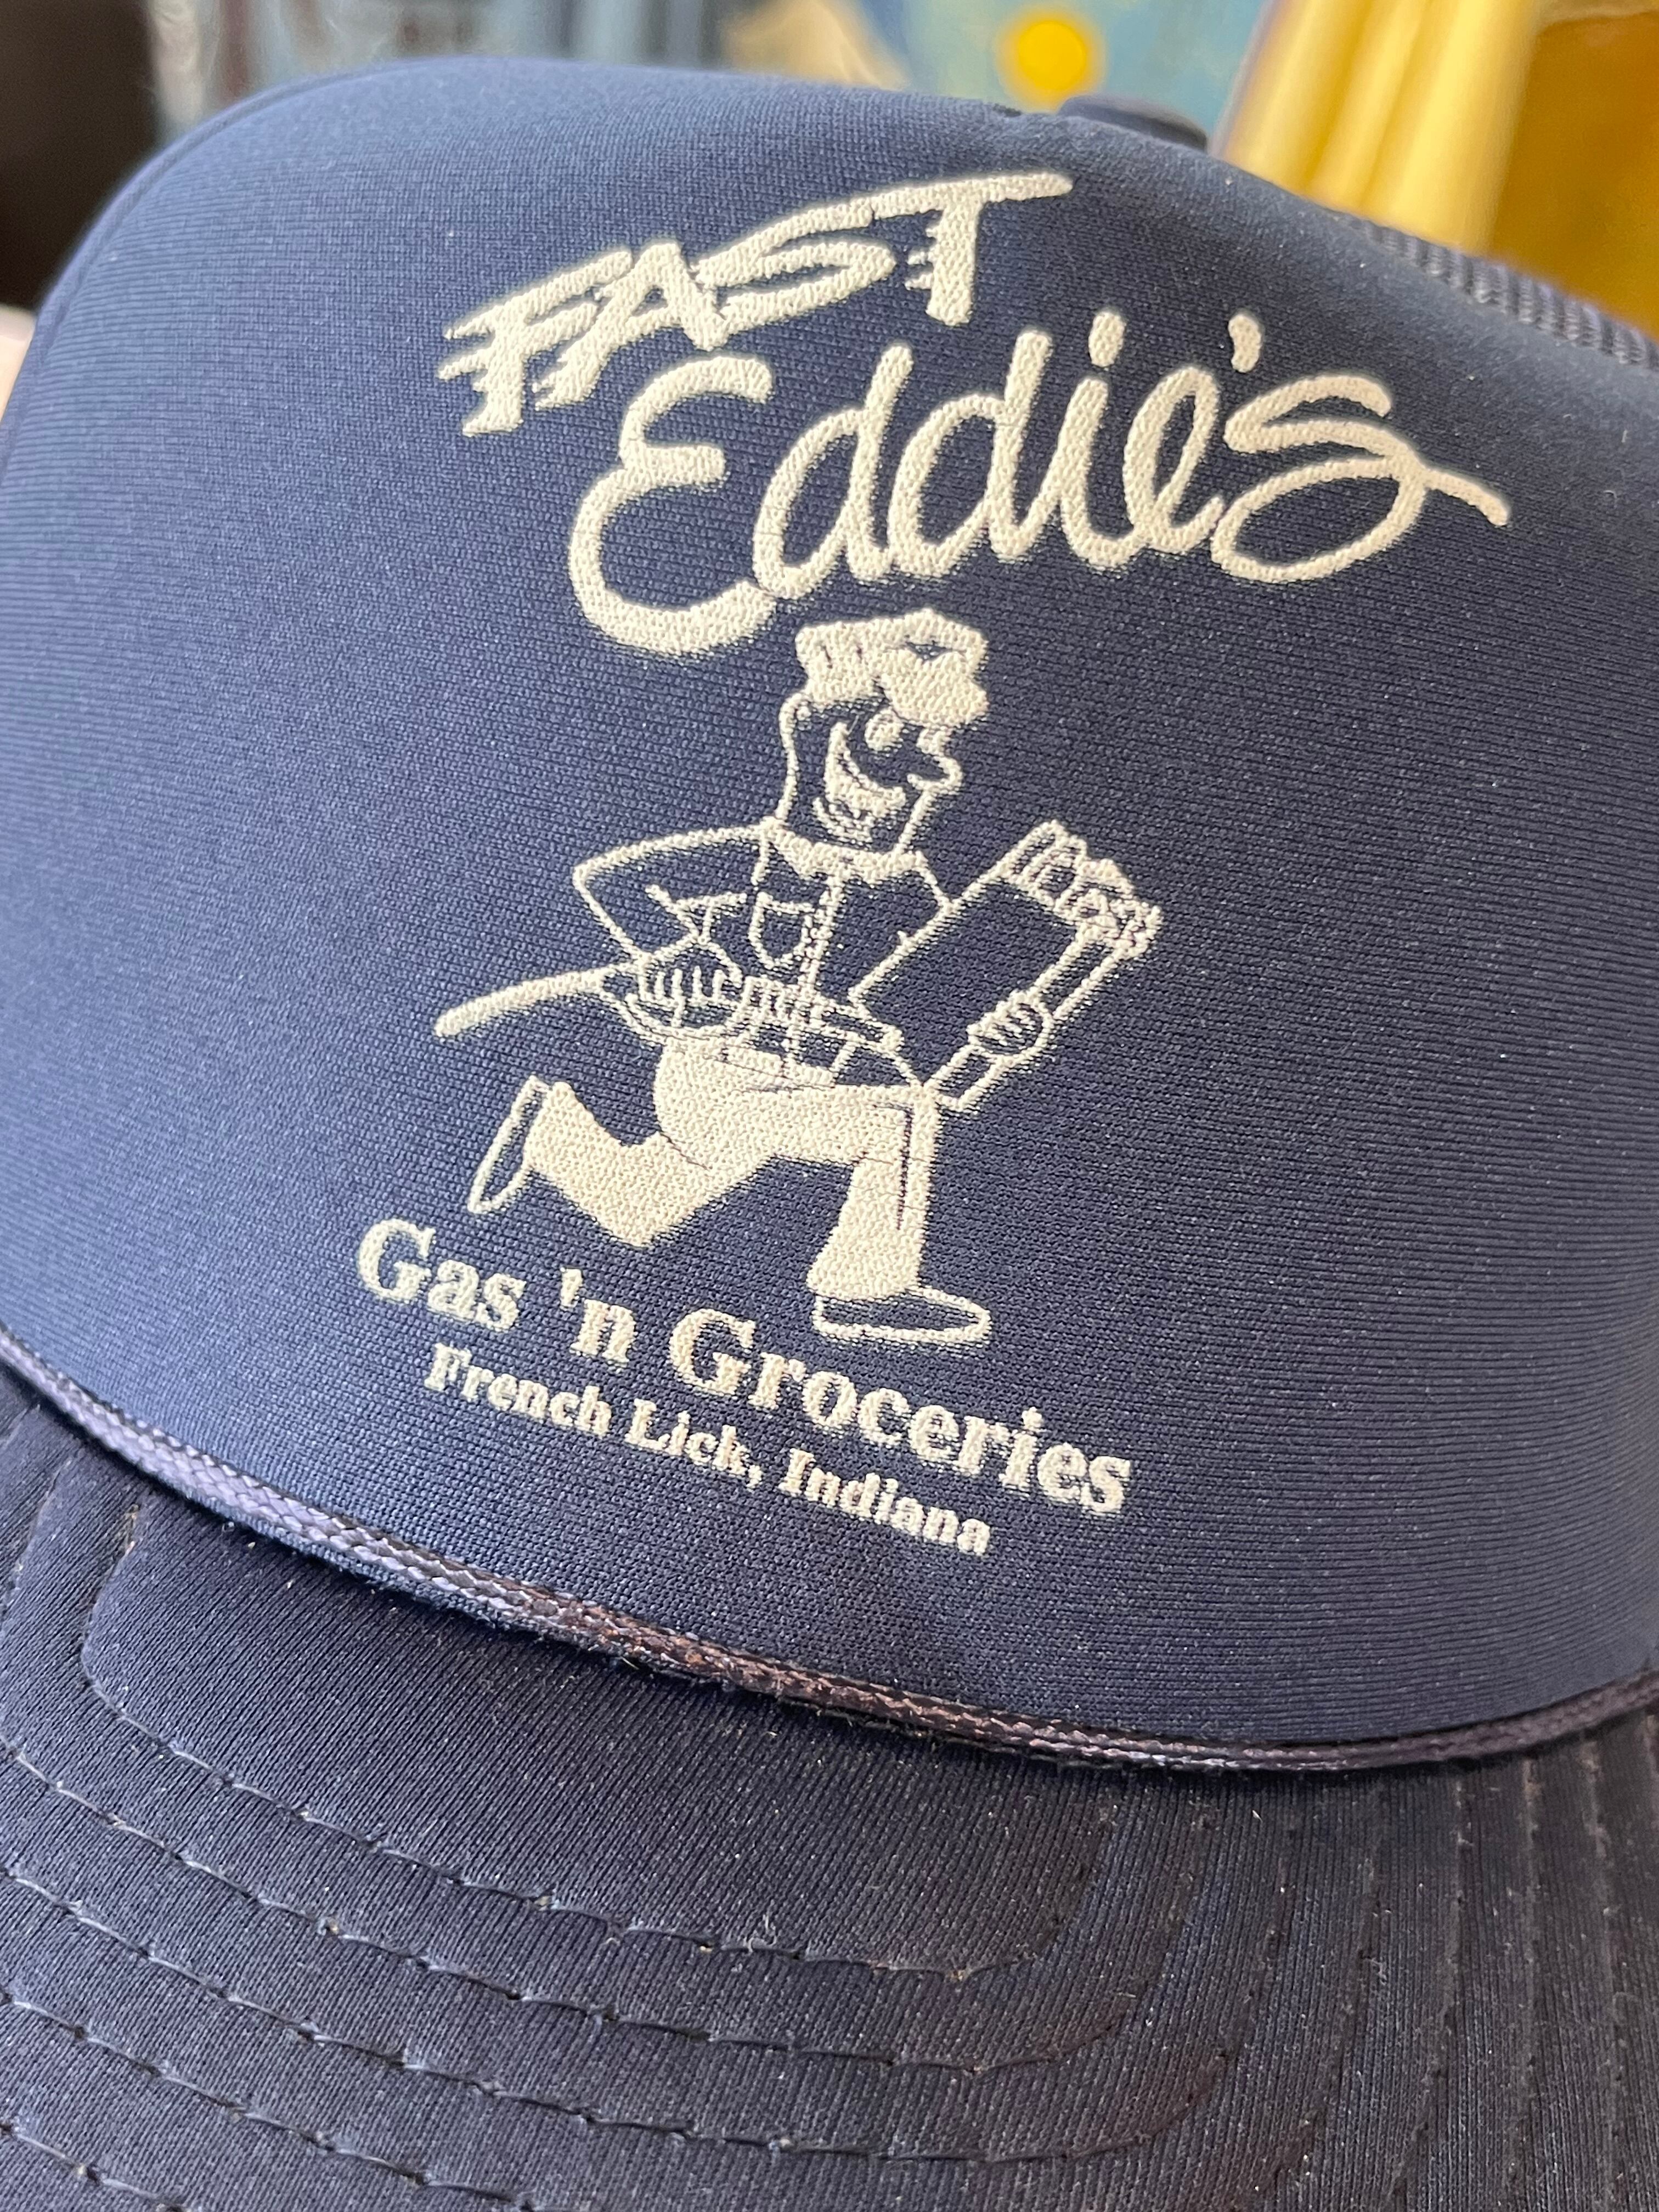 FAST
Eddie's
Gas 'n Groceries
French Lick, Indiana